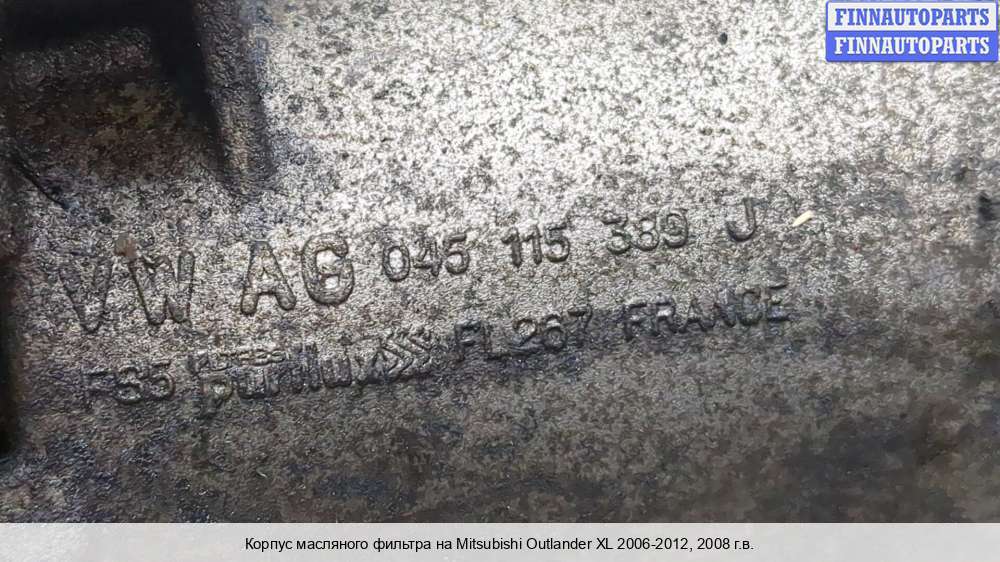 FINNAUTOPARTS
FINNAUTOPARTS
VW AG 045 115 389 J
purflux FL267 FRANCE
Корпус масляного фильтра на Mitsubishi Outlander XL 2006-2012, 2008 г.в.